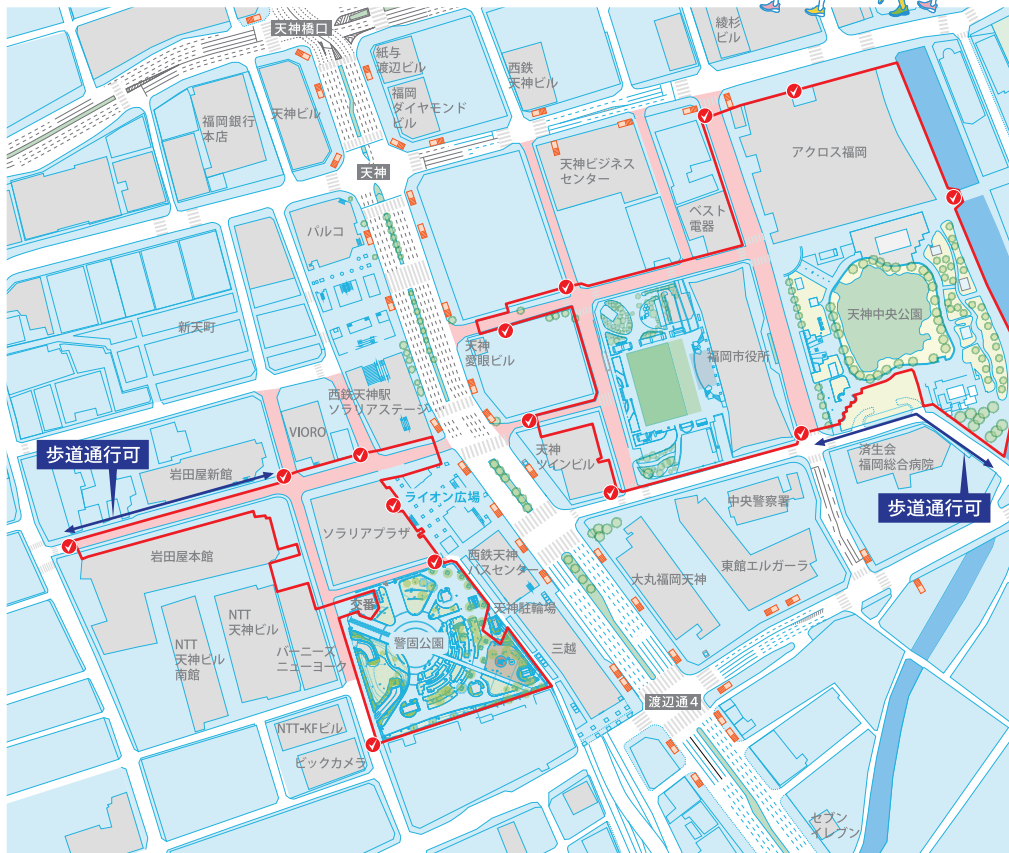 天神橋口
綾杉
ビル
紙与
渡辺ビル
西鉄
天神ビル
福岡
ダイヤモンド
ビル
天神ビル
福岡銀行
本店
アクロス福岡
天神ビジネス
センター
天神
ベスト
電器
パルコ
新天町
天神中央公園
天神
愛眼ビル
福岡市役所
西鉄天神駅
ソラリアステージ
VIORO
歩道通行可
岩田屋新館
天神
ツインビル
済生会
福岡総合病院
ライオン広場
中央警察署
歩道通行可
ソラリアプラザ
岩田屋本館
西鉄天神
バスセンター
東館エルガーラ
大丸福岡天神
交番
天神駐輪場
NTT
天神ビル
警固公園
三越
NTT
天神ビル
南館
バーニーズ
ニューヨーク
渡辺通4
NTT-KFビル
ビックカメラ
セブン
イレブン